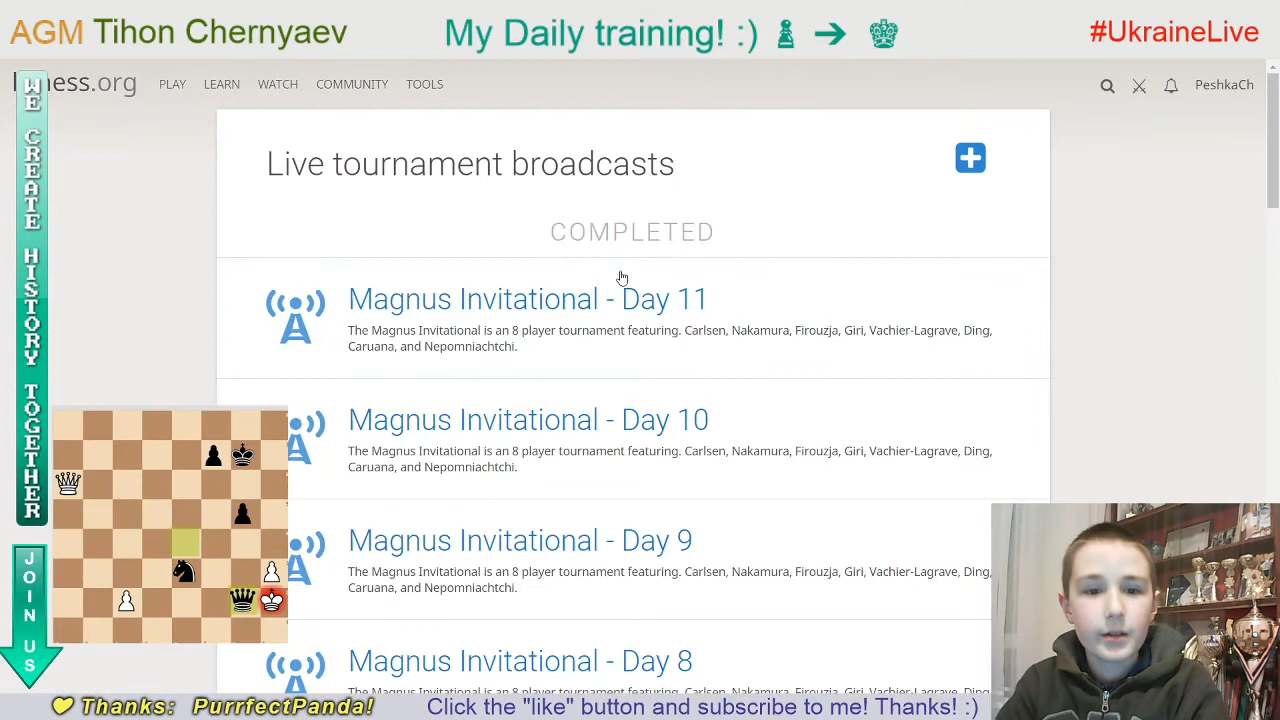 AGM Tihon Chernyaev
My Daily training! :)
#UkraineLive
ness.org
PLAY
LEARN
WATCH
COMMUNITY
TOOLS
PeshkaCh
WE CREATE HISTORY TOGETHER
JOIN US
Live tournament broadcasts
COMPLETED
Magnus Invitational - Day 11
The Magnus Invitational is an 8 player tournament featuring. Carlsen, Nakamura, Firouzja, Giri, Vachier-Lagrave, Ding,
Caruana, and Nepomniachtchi.
Magnus Invitational - Day 10
The Magnus Invitational is an 8 player tournament featuring. Carlsen, Nakamura, Firouzja, Giri, Vachier-Lagrave, Ding,
Caruana, and Nepomniachtchi.
Magnus Invitational - Day 9
The Magnus Invitational is an 8 player tournament featuring. Carlsen, Nakamura, Firouzja, Giri, Vachier-Lagrave, Ding,
Caruana, and Nepomniachtchi.
Magnus Invitational - Day 8
Thanks: PurrfectPanda!
Click the "like" button and subscribe to me! Thanks! :)